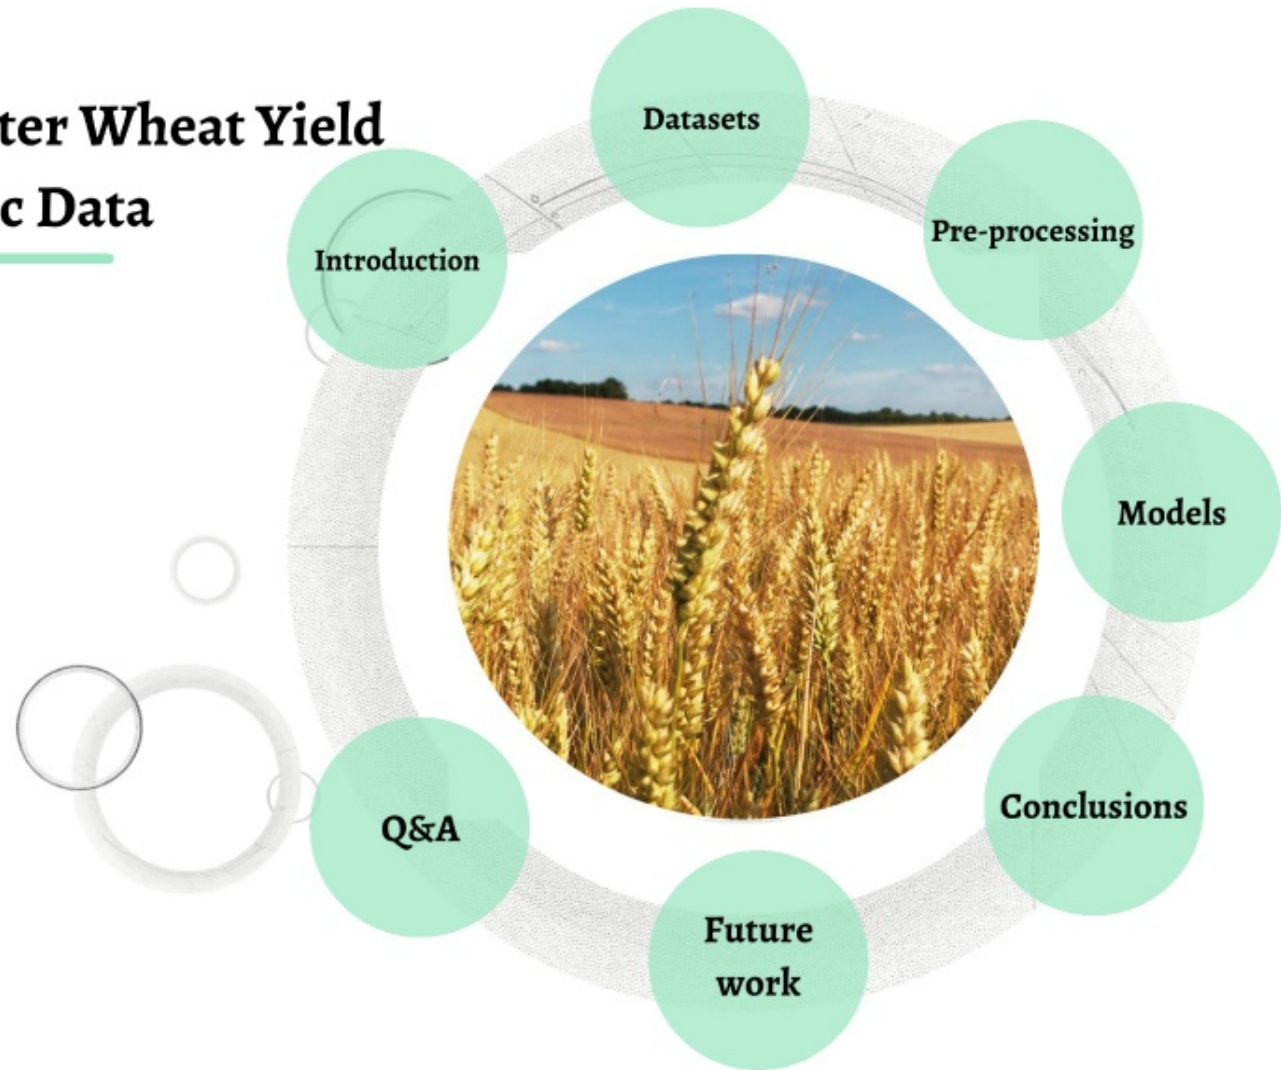 ter Wheat Yield
c Data
Introduction
Datasets
Pre-processing
Models
Conclusions
Future
work
Q&A